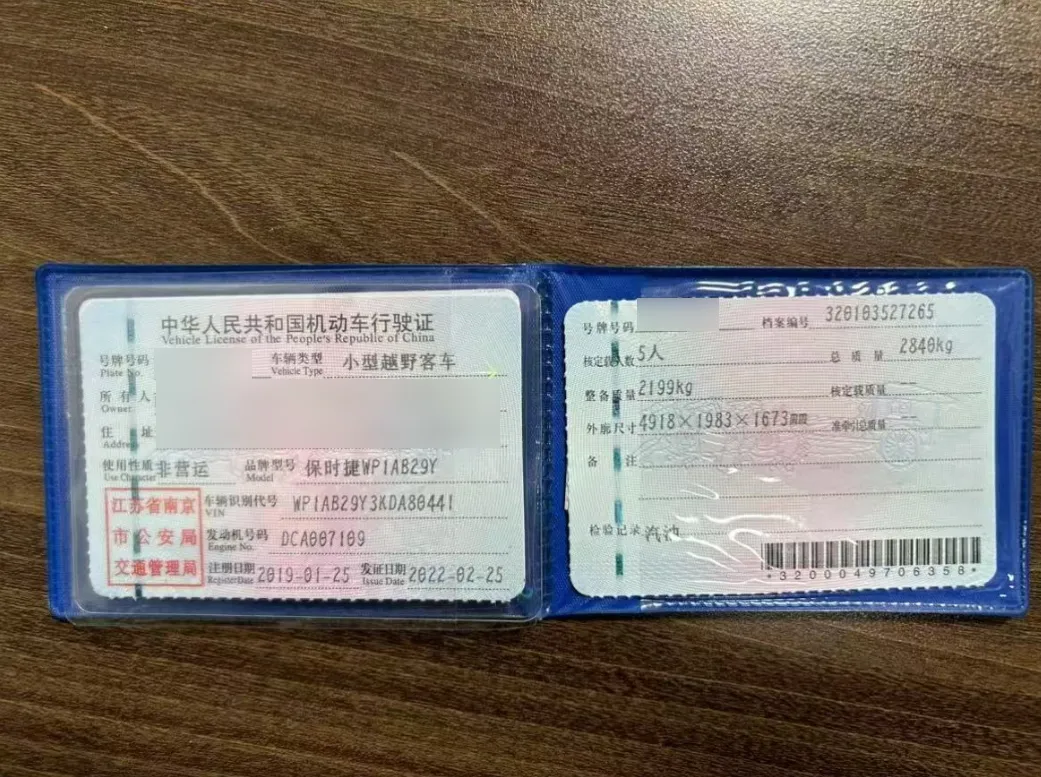 中华人民共和国机动车行驶证
Vehicle License of the People's Republic of China
号牌号码 Plate No. 车辆类型 Vehicle Type 小型越野客车
所有人 Owner
住址 Address
使用性质 Use Character 非营运 品牌型号 Model 保时捷WP1AB29Y
江苏省南京市公安局交通管理局
车辆识别代号 VIN WP1AB29Y3KDA80441
发动机号码 Engine No. DCA007109
注册日期 Register Date 2019-01-25 发证日期 Issue Date 2022-02-25
号牌号码 档案编号 320103527265
核定载人数 5人 总质量 2840kg
整备质量 2199kg 核定载质量 --
外廓尺寸 4918×1983×1673mm 准牵引总质量 --
备注
检验记录 汽油
*3200049706358*